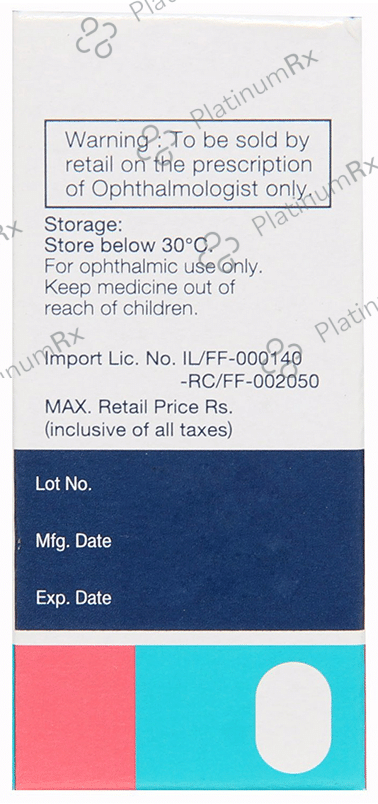 PlatinumRx
PlatinumRx
Warning : To be sold by
retail on the prescription
of Ophthalmologist only.
PlatinumRx
Storage:
Store below 30°C.
For ophthalmic use only.
Keep medicine out of
reach of children.
Platinum
inumRx
Import Lic. No. IL/FF-000140
-RC/FF-002050
MAX. Retail Price Rs.
(inclusive of all taxes)
Lot No.
Mfg. Date
Exp. Date